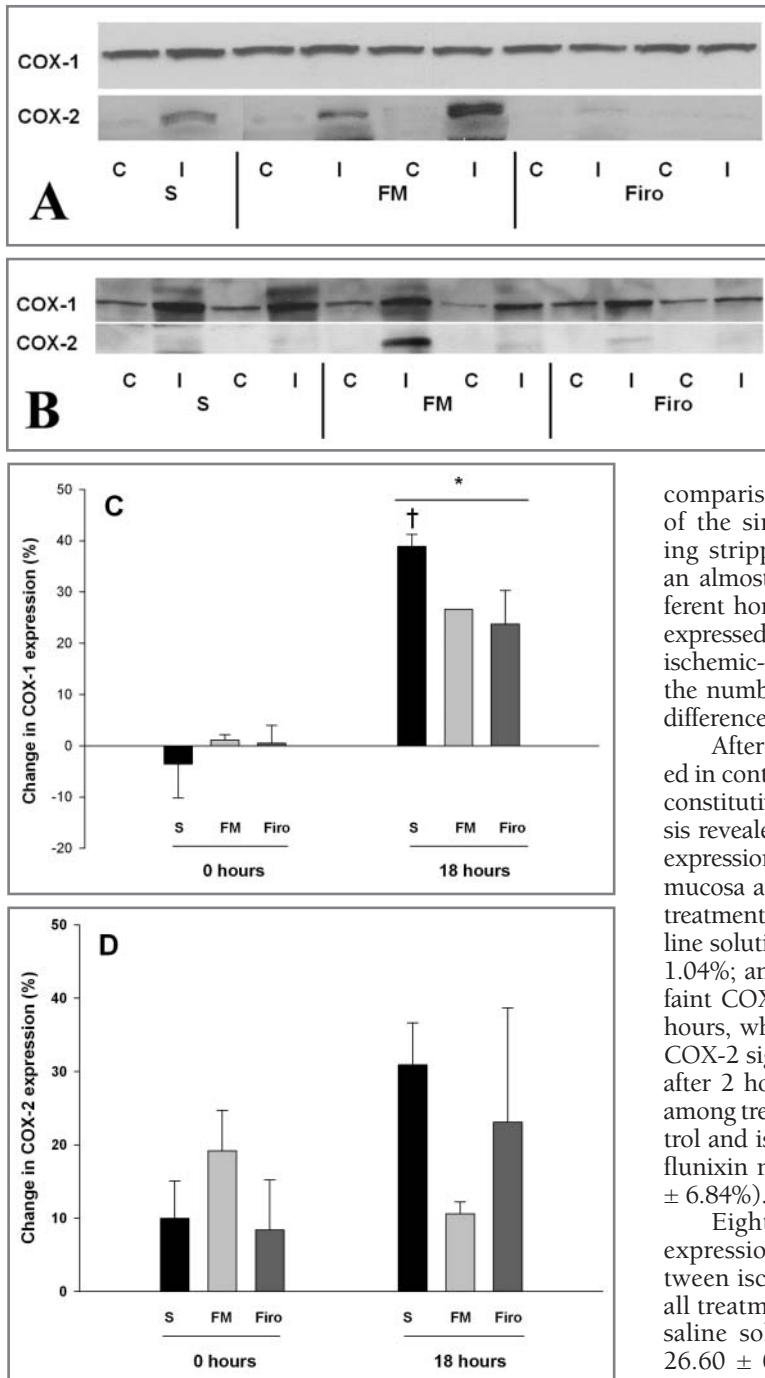 COX-1
COX-2
C I C I C I C I C I
S FM Firo
A
COX-1
COX-2
C I C I C I C I C I C I
S FM Firo
B
C
50
40
30
20
10
0
-10
-20
Change in COX-1 expression (%)
*
†
S FM Firo
0 hours
S FM Firo
18 hours
D
50
40
30
20
10
0
Change in COX-2 expression (%)
S FM Firo
0 hours
S FM Firo
18 hours
comparis
of the sin
ing stripp
an almost
ferent hor
expressed
ischemic-
the numb
difference
After
ed in cont
constitutiv
sis reveale
expression
mucosa a
treatment
line soluti
1.04%; an
faint COX
hours, wh
COX-2 sig
after 2 ho
among tre
trol and is
flunixin n
± 6.84%).
Eight
expressio
tween isc
all treatm
saline sol
26.60 ±